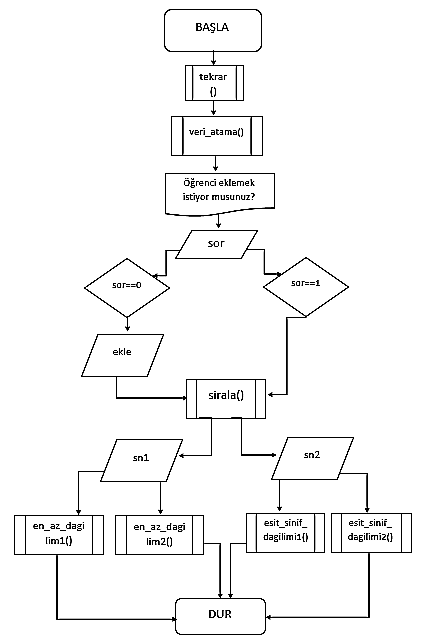 BAŞLA
tekrar
()
veri_atama()
Öğrenci eklemek
istiyor musunuz?
sor
sor==0
sor==1
ekle
sirala()
sn1
sn2
en_az_dagi
lim1()
en_az_dagi
lim2()
esit_sinif_
dagilimi1()
esit_sinif_
dagilimi2()
DUR